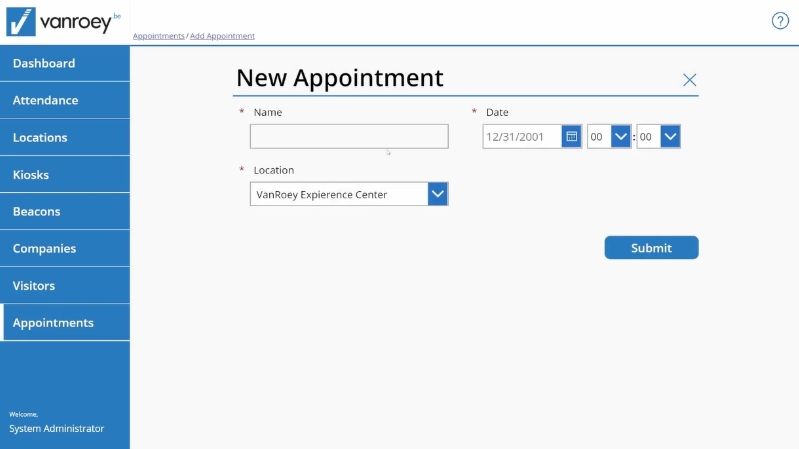 vanroey.be
Appointments / Add Appointment
?
Dashboard
Attendance
Locations
Kiosks
Beacons
Companies
Visitors
Appointments
Welcome,
System Administrator
New Appointment
* Name
* Date
12/31/2001 00 : 00
* Location
VanRoey Expierence Center
Submit